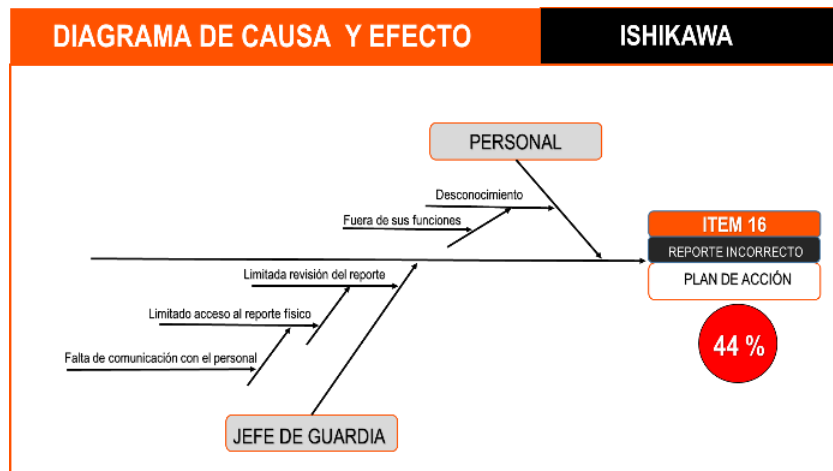 DIAGRAMA DE CAUSA Y EFECTO
ISHIKAWA
PERSONAL
Desconocimiento
Fuera de sus funciones
ITEM 16
REPORTE INCORRECTO
PLAN DE ACCIÓN
44 %
Limitada revisión del reporte
Limitado acceso al reporte físico
Falta de comunicación con el personal
JEFE DE GUARDIA